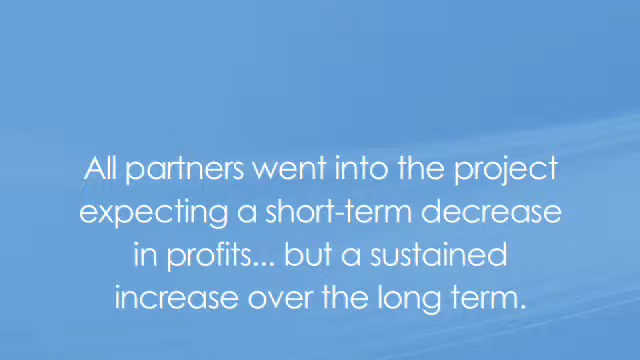 All partners went into the project
expecting a short-term decrease
in profits... but a sustained
increase over the long term.